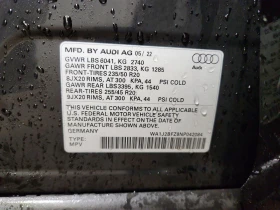 MFD. BY AUDI AG 05/22
GVWR LBS 6041, KG 2740
GAWR FRONT LBS 2833, KG 1285
FRONT-TIRES 235/50 R20
8JX20 RIMS, AT 300 KPA, 44 PSI COLD
GAWR REAR LBS3395, KG 1540
REAR-TIRES 255/45 R20
9JX20 RIMS, AT 300 KPA, 44 PSI COLD
Audi
THIS VEHICLE CONFORMS TO ALL APPLICABLE
U.S. FEDERAL MOTOR
VEHICLE SAFETY STANDARDS IN EFFECT ON THE
DATE OF MANUFACTURE SHOWN ABOVE
TYPE
MPV
GERMANY